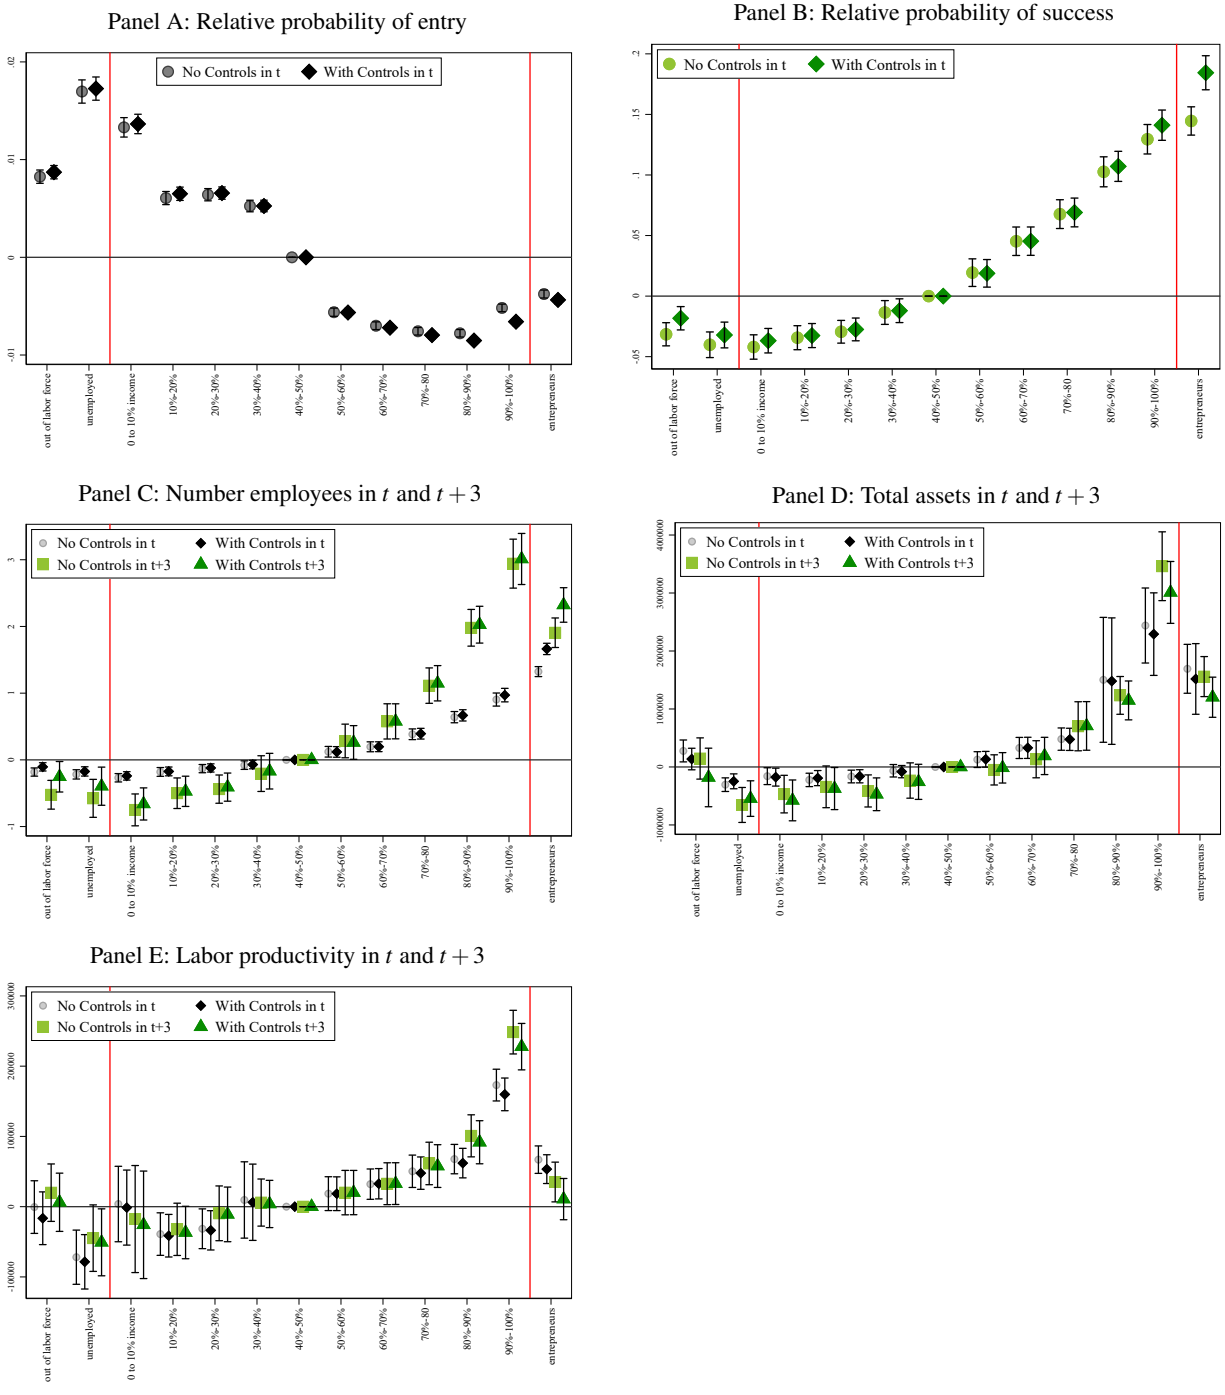 Panel A: Relative probability of entry
No Controls in t
With Controls in t
.02
.01
0
-.01
out of labor force
unemployed
0 to 10% income
10%-20%
20%-30%
30%-40%
40%-50%
50%-60%
60%-70%
70%-80
80%-90%
90%-100%
entrepreneurs
Panel B: Relative probability of success
No Controls in t
With Controls in t
.2
.15
.1
.05
0
-.05
out of labor force
unemployed
0 to 10% income
10%-20%
20%-30%
30%-40%
40%-50%
50%-60%
60%-70%
70%-80
80%-90%
90%-100%
entrepreneurs
Panel C: Number employees in t and t + 3
No Controls in t
With Controls in t
No Controls in t+3
With Controls t+3
3
2
1
0
-1
out of labor force
unemployed
0 to 10% income
10%-20%
20%-30%
30%-40%
40%-50%
50%-60%
60%-70%
70%-80
80%-90%
90%-100%
entrepreneurs
Panel D: Total assets in t and t + 3
No Controls in t
With Controls in t
No Controls in t+3
With Controls t+3
4000000
3000000
2000000
1000000
0
-1000000
out of labor force
unemployed
0 to 10% income
10%-20%
20%-30%
30%-40%
40%-50%
50%-60%
60%-70%
70%-80
80%-90%
90%-100%
entrepreneurs
Panel E: Labor productivity in t and t + 3
No Controls in t
With Controls in t
No Controls in t+3
With Controls t+3
300000
200000
100000
0
-100000
out of labor force
unemployed
0 to 10% income
10%-20%
20%-30%
30%-40%
40%-50%
50%-60%
60%-70%
70%-80
80%-90%
90%-100%
entrepreneurs